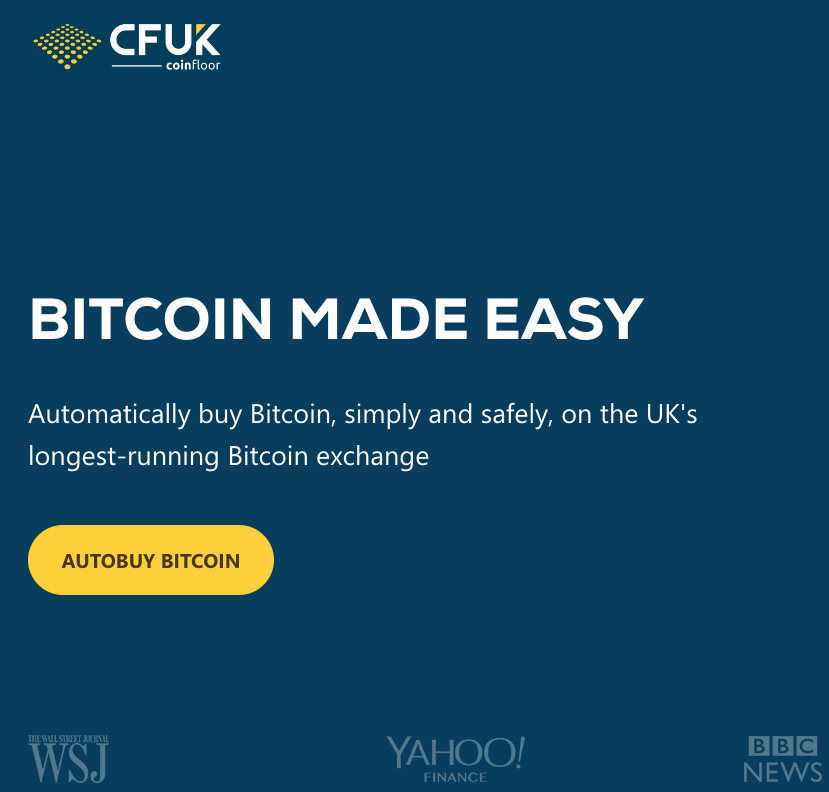 CFUK
coinfloor
BITCOIN MADE EASY
Automatically buy Bitcoin, simply and safely, on the UK's
longest-running Bitcoin exchange
AUTOBUY BITCOIN
THE WALL STREET JOURNAL
WSJ
YAHOO!
FINANCE
BBC
NEWS